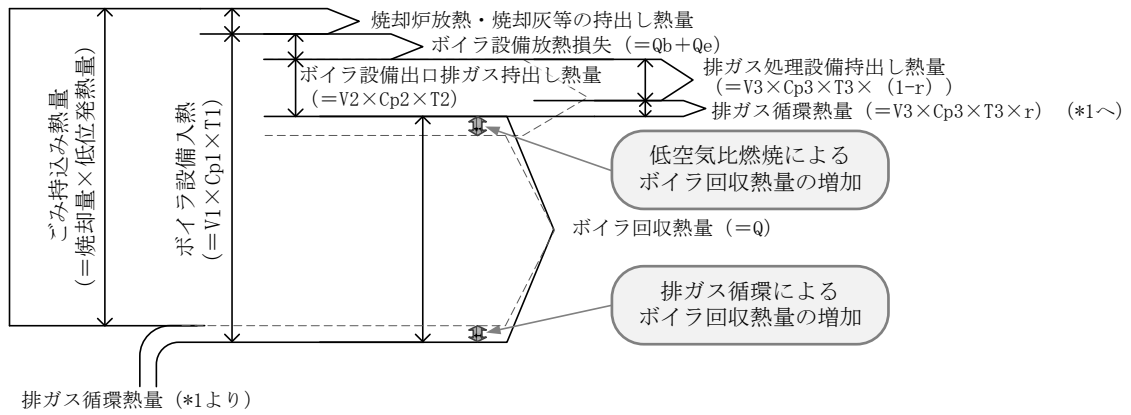 焼却炉放熱・焼却灰等の持出し熱量
ボイラ設備放熱損失（＝Qb＋Qe）
ボイラ設備出口排ガス持出し熱量
（＝V2×Cp2×T2）
排ガス処理設備持出し熱量
（＝V3×Cp3×T3×（1-r））
排ガス循環熱量（＝V3×Cp3×T3×r）（*1へ）
ごみ持込み熱量
（＝焼却量×低位発熱量）
ボイラ設備入熱
（＝V1×Cp1×T1）
低空気比燃焼による
ボイラ回収熱量の増加
ボイラ回収熱量（＝Q）
排ガス循環による
ボイラ回収熱量の増加
排ガス循環熱量（*1より）